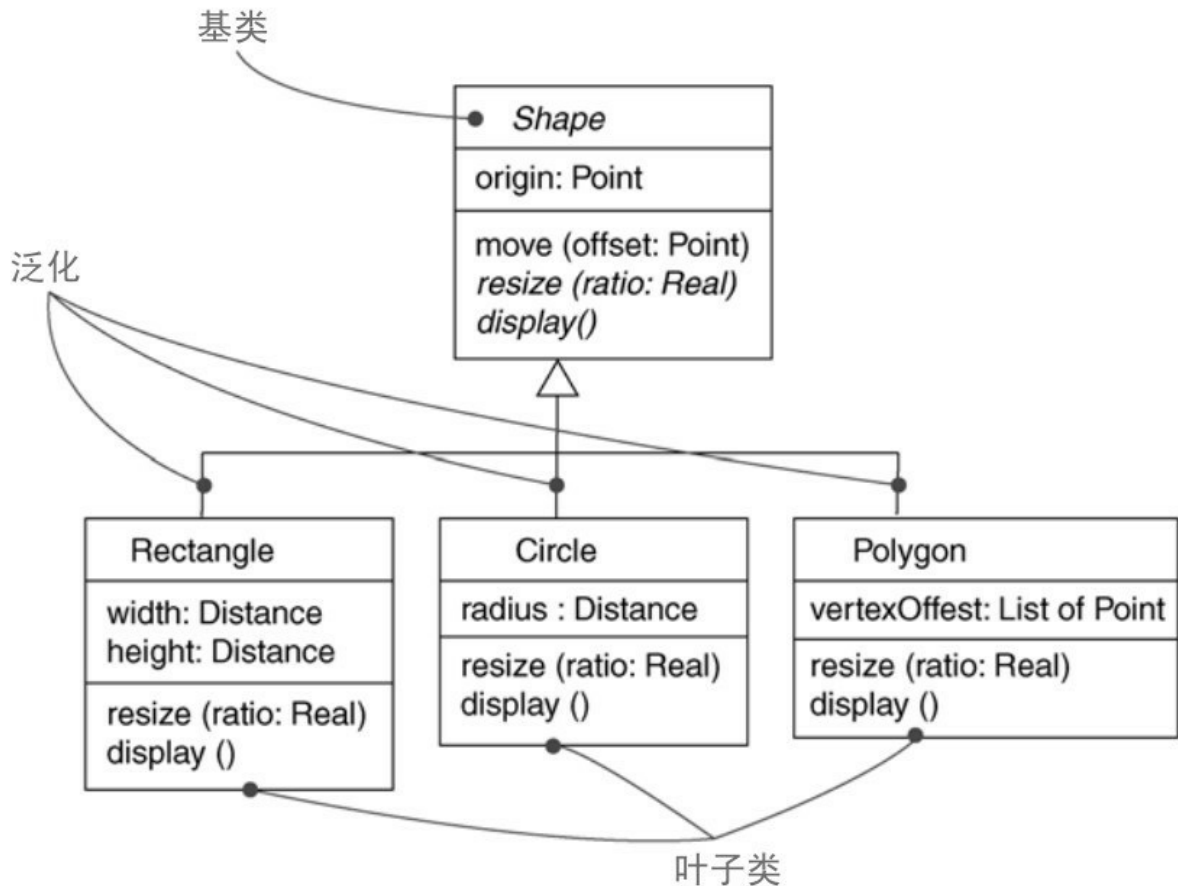 基类
Shape
origin: Point
move (offset: Point)
resize (ratio: Real)
display()
泛化
Rectangle
width: Distance
height: Distance
resize (ratio: Real)
display ()
Circle
radius : Distance
resize (ratio: Real)
display ()
Polygon
vertexOffest: List of Point
resize (ratio: Real)
display ()
叶子类